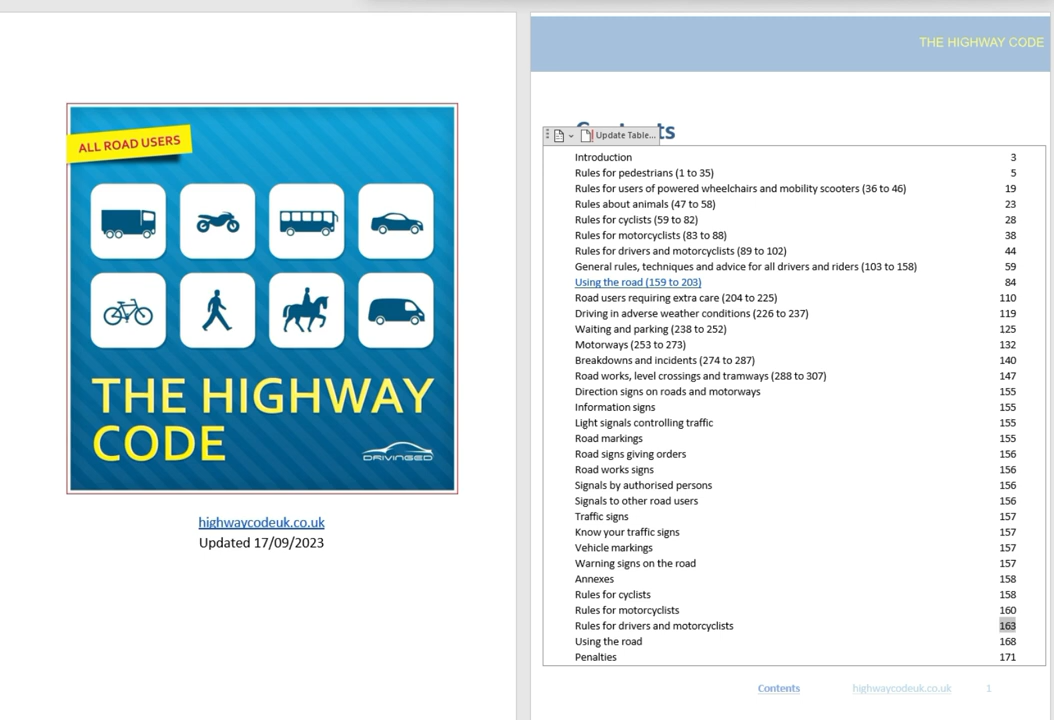 ALL ROAD USERS
THE HIGHWAY
CODE
DRIVINGED
highwaycodeuk.co.uk
Updated 17/09/2023
THE HIGHWAY CODE
Update Table...
Introduction 3
Rules for pedestrians (1 to 35) 5
Rules for users of powered wheelchairs and mobility scooters (36 to 46) 19
Rules about animals (47 to 58) 23
Rules for cyclists (59 to 82) 28
Rules for motorcyclists (83 to 88) 38
Rules for drivers and motorcyclists (89 to 102) 44
General rules, techniques and advice for all drivers and riders (103 to 158) 59
Using the road (159 to 203) 84
Road users requiring extra care (204 to 225) 110
Driving in adverse weather conditions (226 to 237) 119
Waiting and parking (238 to 252) 125
Motorways (253 to 273) 132
Breakdowns and incidents (274 to 287) 140
Road works, level crossings and tramways (288 to 307) 147
Direction signs on roads and motorways 155
Information signs 155
Light signals controlling traffic 155
Road markings 155
Road signs giving orders 156
Road works signs 156
Signals by authorised persons 156
Signals to other road users 156
Traffic signs 157
Know your traffic signs 157
Vehicle markings 157
Warning signs on the road 157
Annexes 158
Rules for cyclists 158
Rules for motorcyclists 160
Rules for drivers and motorcyclists 163
Using the road 168
Penalties 171
Contents highwaycodeuk.co.uk 1